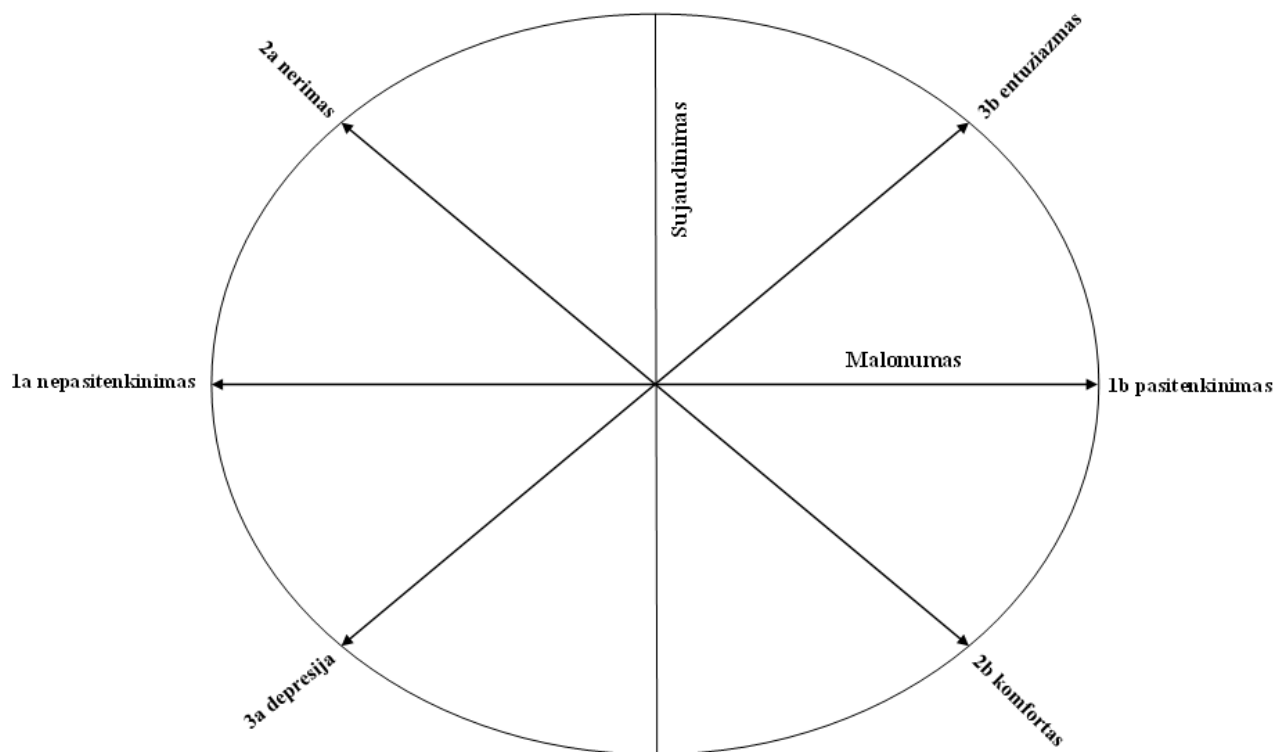 2a nerimas
3b entuziazmas
Sujaudinimas
Malonumas
1a nepasitenkinimas
1b pasitenkinimas
3a depresija
2b komfortas